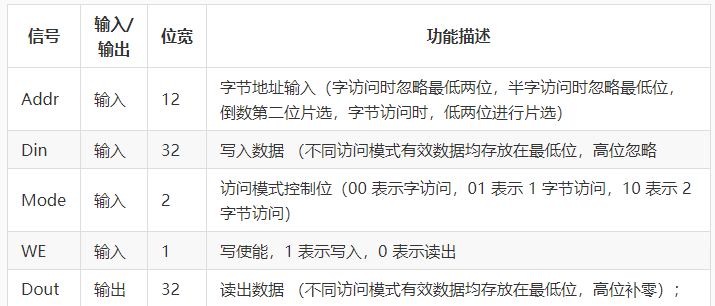 信号 输入/输出 位宽 功能描述
Addr 输入 12 字节地址输入（字访问时忽略最低两位，半字访问时忽略最低位，
倒数第二位片选，字节访问时，低两位进行片选）
Din 输入 32 写入数据 （不同访问模式有效数据均存放在最低位，高位忽略
Mode 输入 2 访问模式控制位（00 表示字访问，01 表示 1 字节访问，10 表示 2
字节访问）
WE 输入 1 写使能，1 表示写入，0 表示读出
Dout 输出 32 读出数据 （不同访问模式有效数据均存放在最低位，高位补零）;